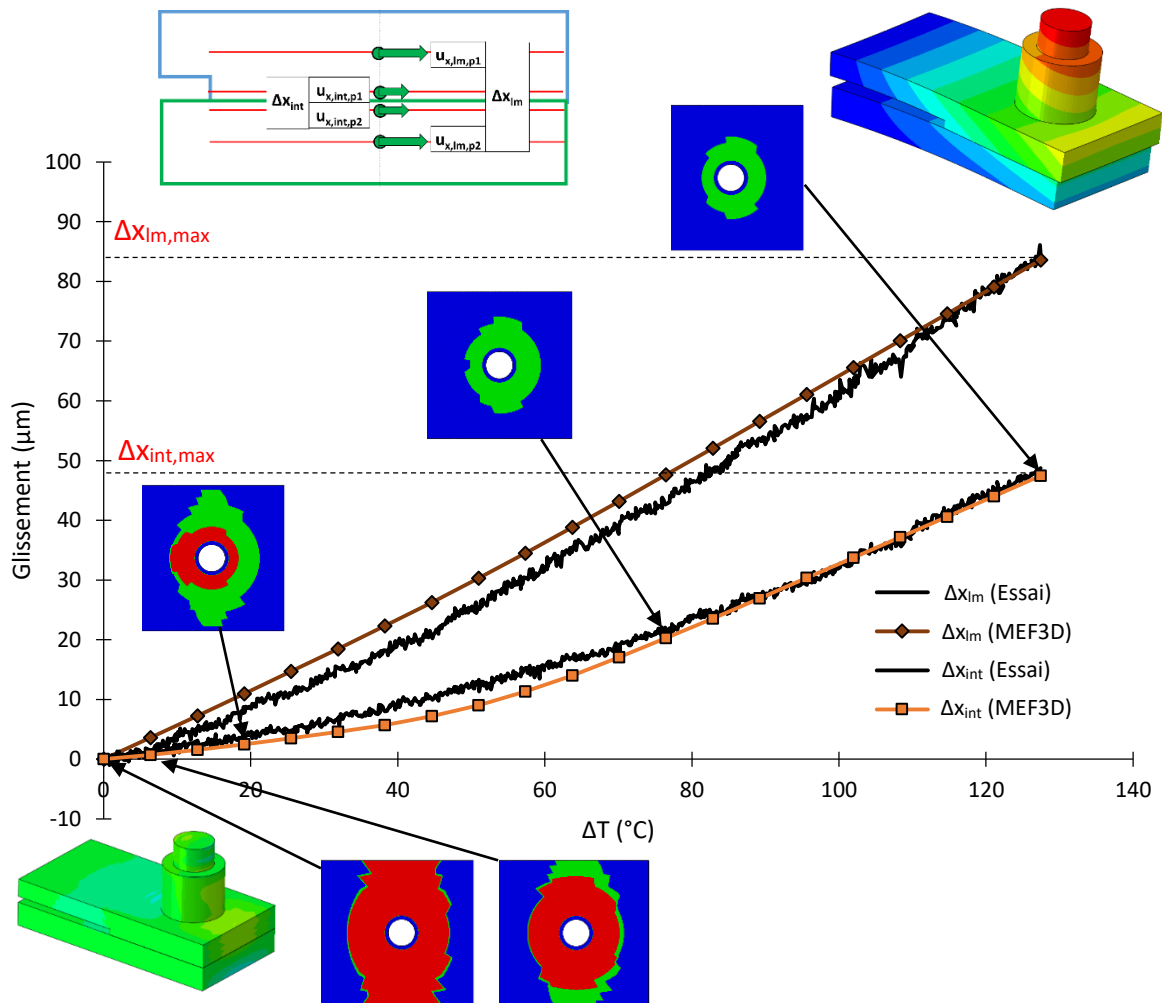 u_x,lm,p1
Δx_int
u_x,int,p1
u_x,int,p2
Δx_lm
u_x,lm,p2
100
90
Δx_lm,max
80
70
60
50
Δx_int,max
40
30
20
10
0
-10
Glissement (µm)
0
20
40
60
80
100
120
140
ΔT (°C)
Δx_lm (Essai)
Δx_lm (MEF3D)
Δx_int (Essai)
Δx_int (MEF3D)